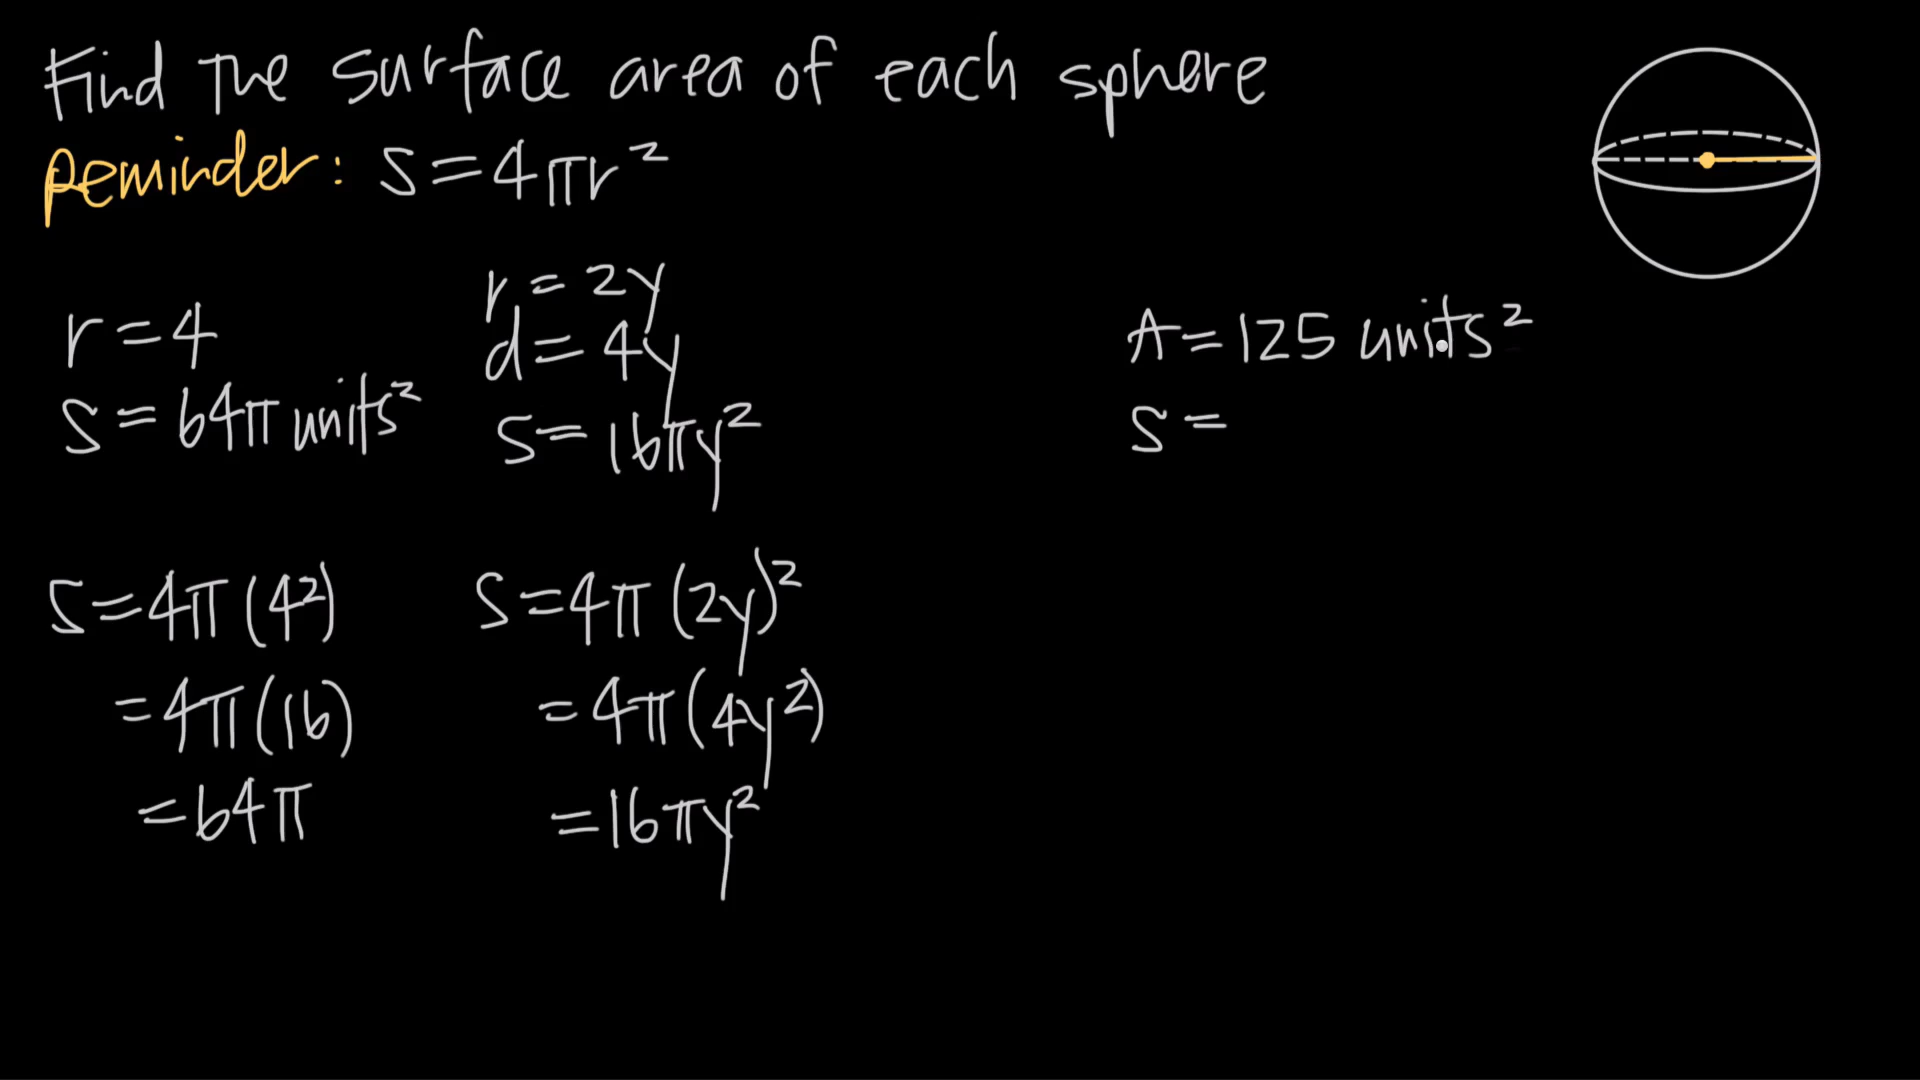 Find the surface area of each sphere
Reminder: S=4πr²
r=4
S=64π units²
S=4π(4²)
=4π(16)
=64π
r=2y
d=4y
S=16πy²
S=4π(2y)²
=4π(4y²)
=16πy²
A=125 units²
S=